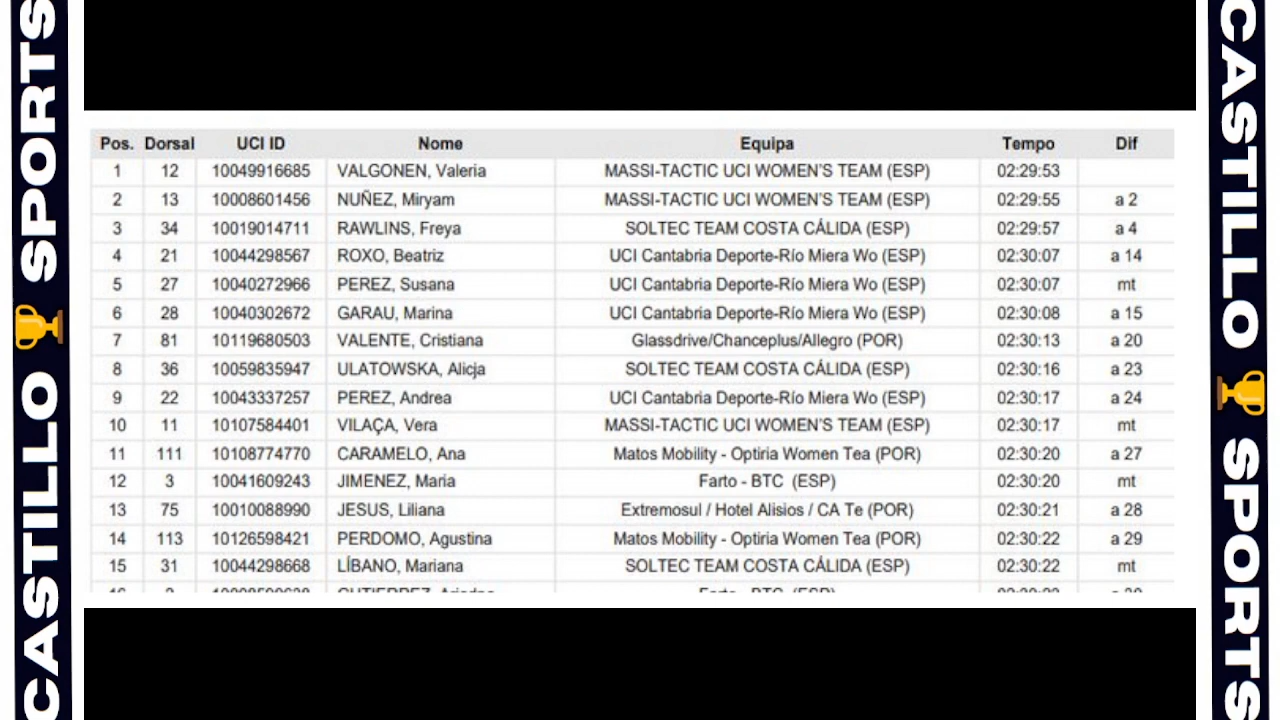 CASTILLO SPORTS
Pos. Dorsal UCI ID Nome Equipa Tempo Dif
1 12 10049916685 VALGONEN, Valeria MASSI-TACTIC UCI WOMEN'S TEAM (ESP) 02:29:53
2 13 10008601456 NUÑEZ, Miryam MASSI-TACTIC UCI WOMEN'S TEAM (ESP) 02:29:55 a 2
3 34 10019014711 RAWLINS, Freya SOLTEC TEAM COSTA CÁLIDA (ESP) 02:29:57 a 4
4 21 10044298567 ROXO, Beatriz UCI Cantabria Deporte-Río Miera Wo (ESP) 02:30:07 a 14
5 27 10040272966 PEREZ, Susana UCI Cantabria Deporte-Río Miera Wo (ESP) 02:30:07 mt
6 28 10040302672 GARAU, Marina UCI Cantabria Deporte-Río Miera Wo (ESP) 02:30:08 a 15
7 81 10119680503 VALENTE, Cristiana Glassdrive/Chanceplus/Allegro (POR) 02:30:13 a 20
8 36 10059835947 ULATOWSKA, Alicja SOLTEC TEAM COSTA CÁLIDA (ESP) 02:30:16 a 23
9 22 10043337257 PEREZ, Andrea UCI Cantabria Deporte-Río Miera Wo (ESP) 02:30:17 a 24
10 11 10107584401 VILAÇA, Vera MASSI-TACTIC UCI WOMEN'S TEAM (ESP) 02:30:17 mt
11 111 10108774770 CARAMELO, Ana Matos Mobility - Optiria Women Tea (POR) 02:30:20 a 27
12 3 10041609243 JIMENEZ, Maria Farto - BTC (ESP) 02:30:20 mt
13 75 10010088990 JESUS, Liliana Extremosul / Hotel Alisios / CA Te (POR) 02:30:21 a 28
14 113 10126598421 PERDOMO, Agustina Matos Mobility - Optiria Women Tea (POR) 02:30:22 a 29
15 31 10044298668 LÍBANO, Mariana SOLTEC TEAM COSTA CÁLIDA (ESP) 02:30:22 mt
CASTILLO SPORTS